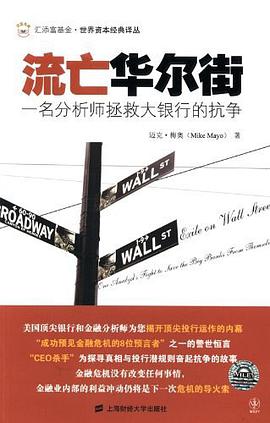 汇添富基金·世界资本经典译丛
流亡华尔街
一名分析师拯救大银行的抗争
迈克·梅奥（Mike Mayo） 著
WALL ST
BROADWAY
WALL ST
Exile on Wall Street
One Analyst's Fight to Save the Big Banks From Themselves
美国顶尖银行和金融分析师为您揭开顶尖投行运作的内幕
“成功预见金融危机的8位预言者”之一的警世恒言
“CEO杀手”为探寻真相与投行潜规则奋起抗争的故事
金融危机没有改变任何事情，
金融业内部的利益冲动仍将是下一次危机的导火索
上海财经大学出版社